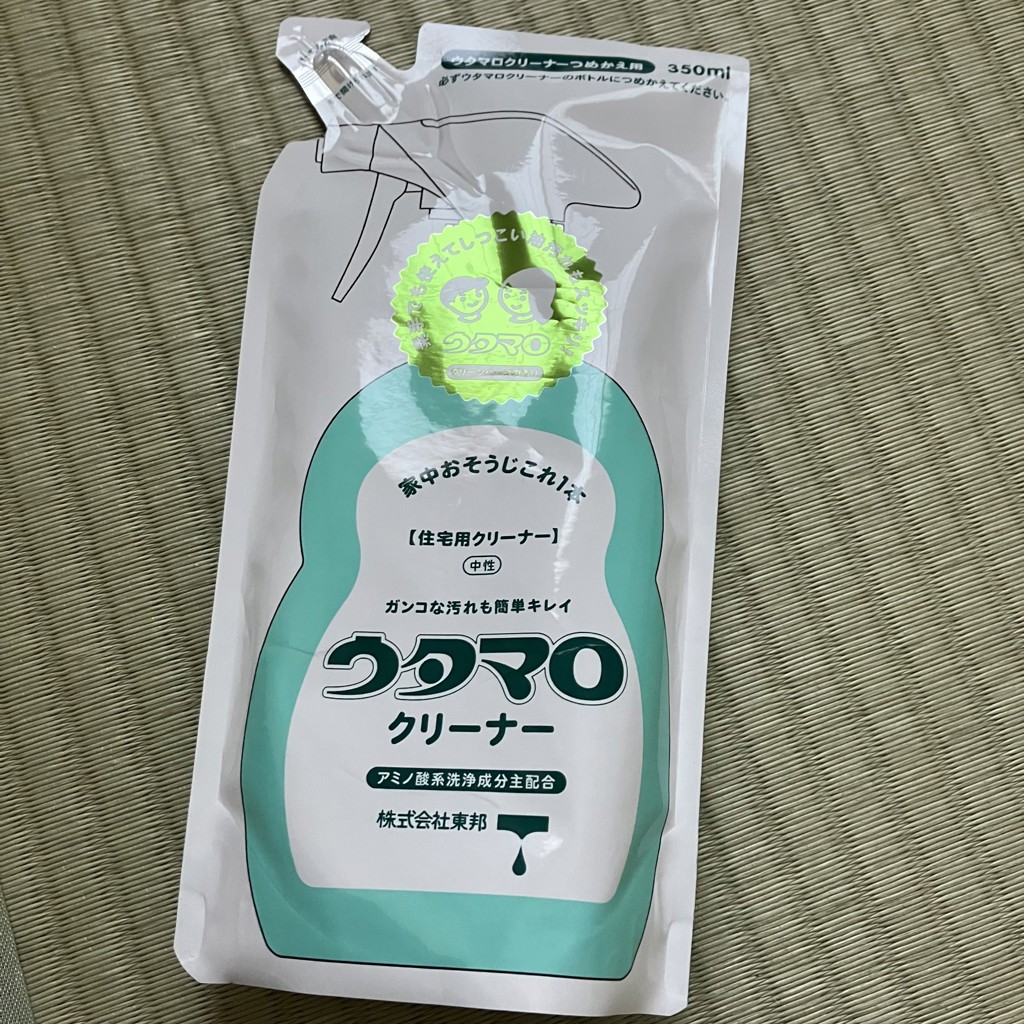 ウタマロクリーナーつめかえ用 350ml
必ずウタマロクリーナーのボトルにつめかえてください。
ウタマロ
家中おそうじこれ1本
【住宅用クリーナー】
中性
ガンコな汚れも簡単キレイ
ウタマロ
クリーナー
アミノ酸系洗浄成分主配合
株式会社東邦